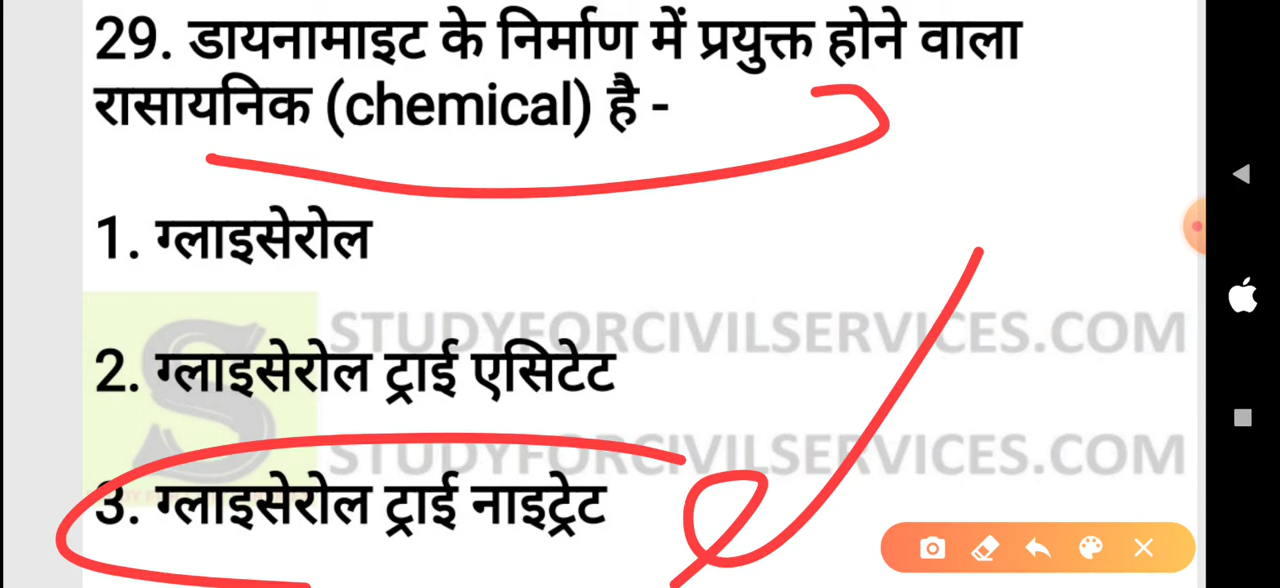 29. डायनामाइट के निर्माण में प्रयुक्त होने वाला
रासायनिक (chemical) है -
1. ग्लाइसेरोल
STUDYFORCIVILSERVICES.COM
2. ग्लाइसेरोल ट्राई एसिटेट
STUDYFORCIVILSERVICES.COM
3. ग्लाइसेरोल ट्राई नाइट्रेट